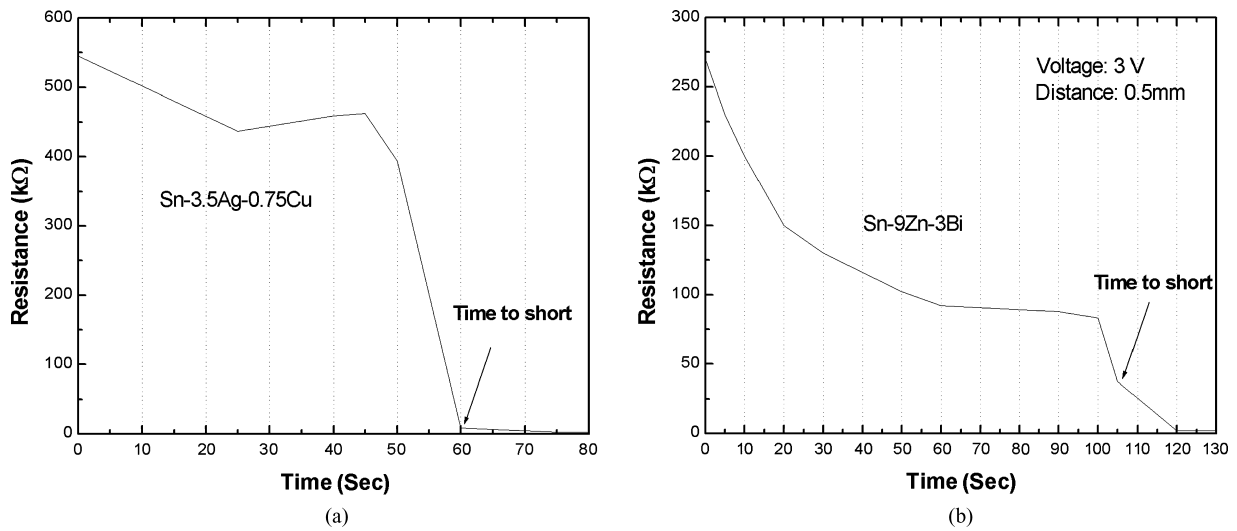 600
500
400
300
200
100
0
Resistance (kΩ)
Sn-3.5Ag-0.75Cu
Time to short
0 10 20 30 40 50 60 70 80
Time (Sec)
(a)
300
250
200
150
100
50
0
Resistance (kΩ)
Voltage: 3 V
Distance: 0.5mm
Sn-9Zn-3Bi
Time to short
0 10 20 30 40 50 60 70 80 90 100 110 120 130
Time (Sec)
(b)